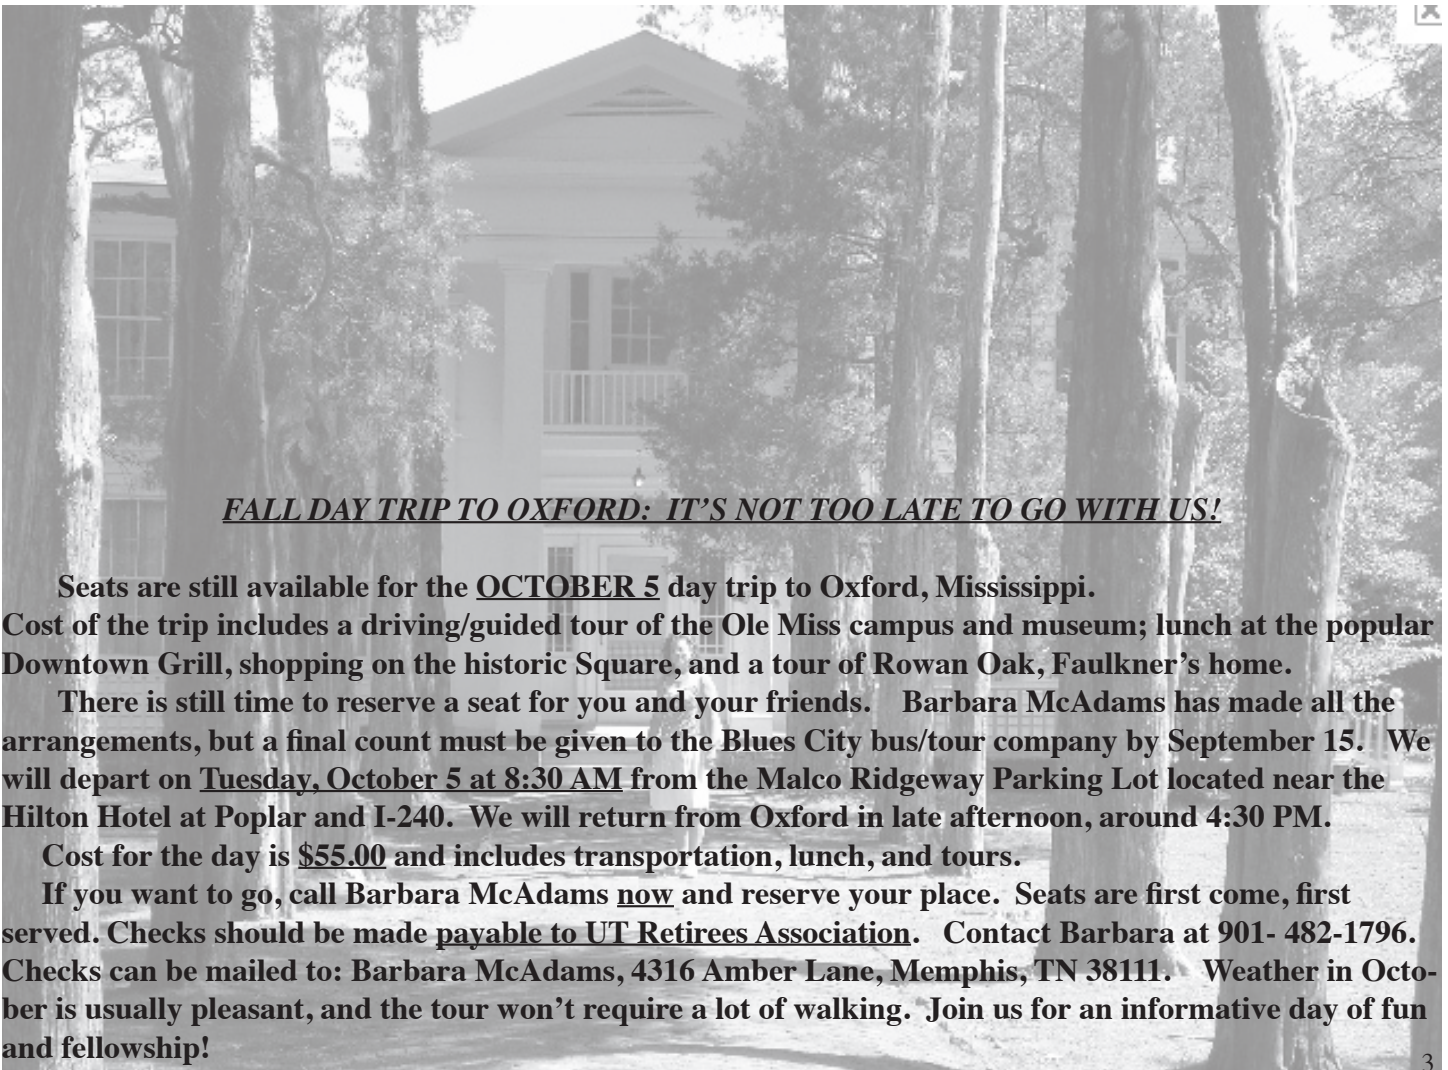 FALL DAY TRIP TO OXFORD:  IT’S NOT TOO LATE TO GO WITH US!
Seats are still available for the OCTOBER 5 day trip to Oxford, Mississippi.
Cost of the trip includes a driving/guided tour of the Ole Miss campus and museum; lunch at the popular
Downtown Grill, shopping on the historic Square, and a tour of Rowan Oak, Faulkner’s home.
There is still time to reserve a seat for you and your friends.    Barbara McAdams has made all the
arrangements, but a final count must be given to the Blues City bus/tour company by September 15.   We
will depart on Tuesday, October 5 at 8:30 AM from the Malco Ridgeway Parking Lot located near the
Hilton Hotel at Poplar and I-240.  We will return from Oxford in late afternoon, around 4:30 PM.
Cost for the day is $55.00 and includes transportation, lunch, and tours.
If you want to go, call Barbara McAdams now and reserve your place.  Seats are first come, first
served. Checks should be made payable to UT Retirees Association.   Contact Barbara at 901- 482-1796.
Checks can be mailed to: Barbara McAdams, 4316 Amber Lane, Memphis, TN 38111.    Weather in Octo-
ber is usually pleasant, and the tour won’t require a lot of walking.  Join us for an informative day of fun
and fellowship!
3